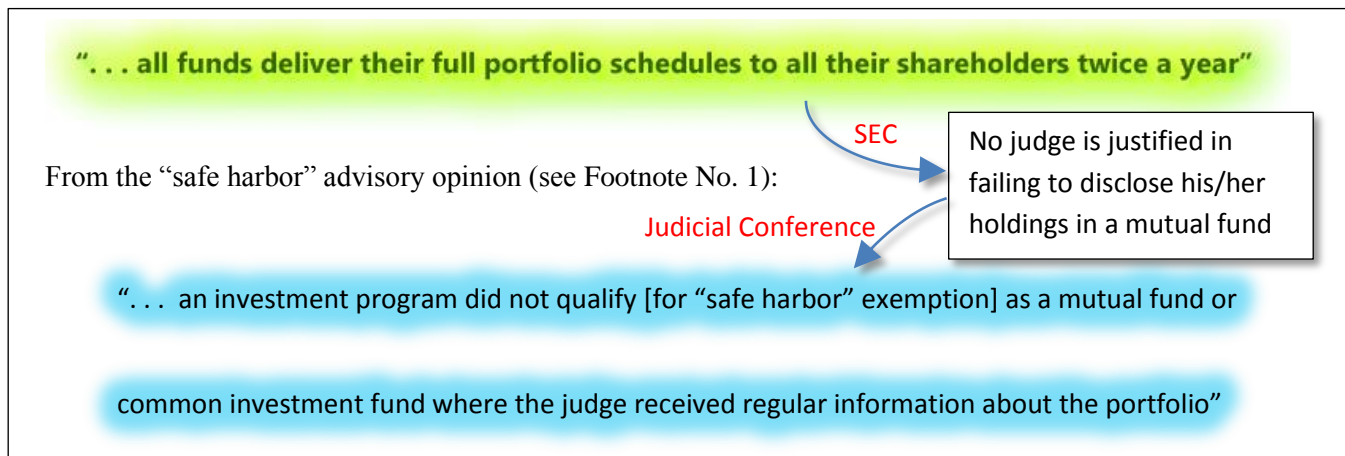 “. . . all funds deliver their full portfolio schedules to all their shareholders twice a year”
SEC
No judge is justified in
failing to disclose his/her
holdings in a mutual fund
From the “safe harbor” advisory opinion (see Footnote No. 1):
Judicial Conference
“. . . an investment program did not qualify [for “safe harbor” exemption] as a mutual fund or
common investment fund where the judge received regular information about the portfolio”